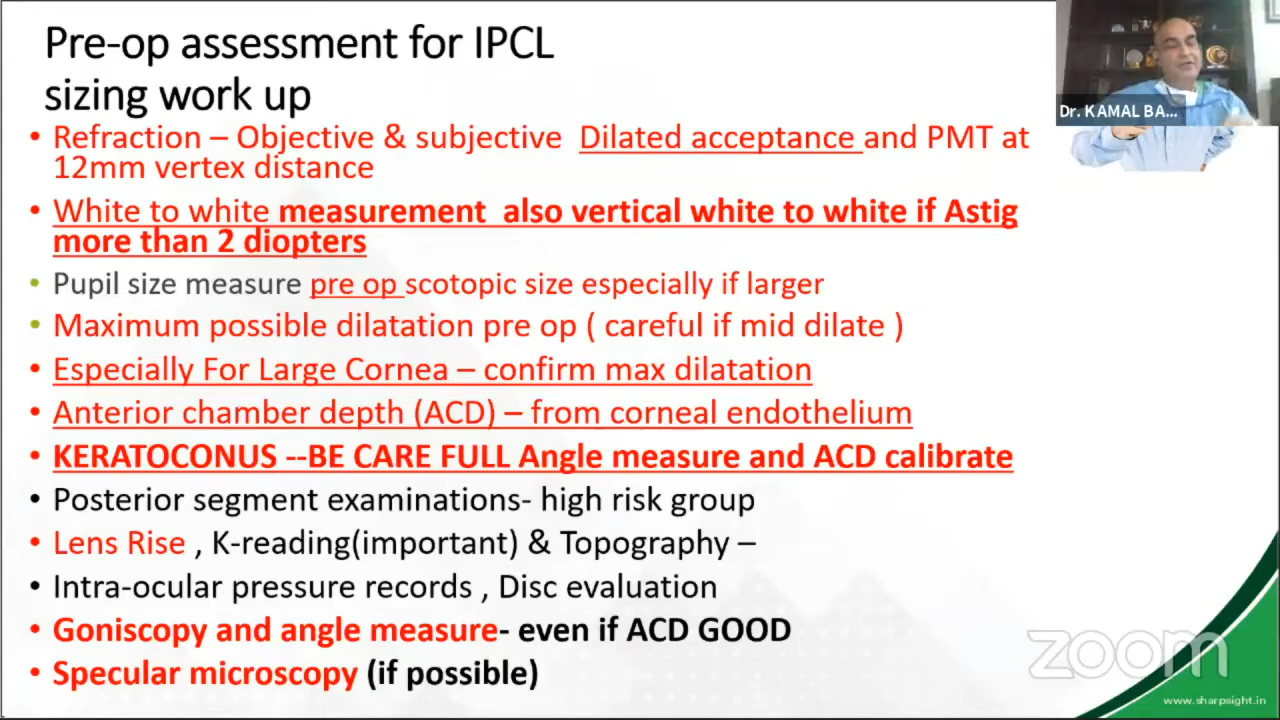 Pre-op assessment for IPCL
sizing work up
• Refraction – Objective & subjective Dilated acceptance and PMT at
12mm vertex distance
• White to white measurement also vertical white to white if Astig
more than 2 diopters
• Pupil size measure pre op scotopic size especially if larger
• Maximum possible dilatation pre op ( careful if mid dilate )
• Especially For Large Cornea – confirm max dilatation
• Anterior chamber depth (ACD) – from corneal endothelium
• KERATOCONUS --BE CARE FULL Angle measure and ACD calibrate
• Posterior segment examinations- high risk group
• Lens Rise , K-reading(important) & Topography –
• Intra-ocular pressure records , Disc evaluation
• Goniscopy and angle measure- even if ACD GOOD
• Specular microscopy (if possible)
Dr. KAMAL BA...
zoom
www.sharpsight.in